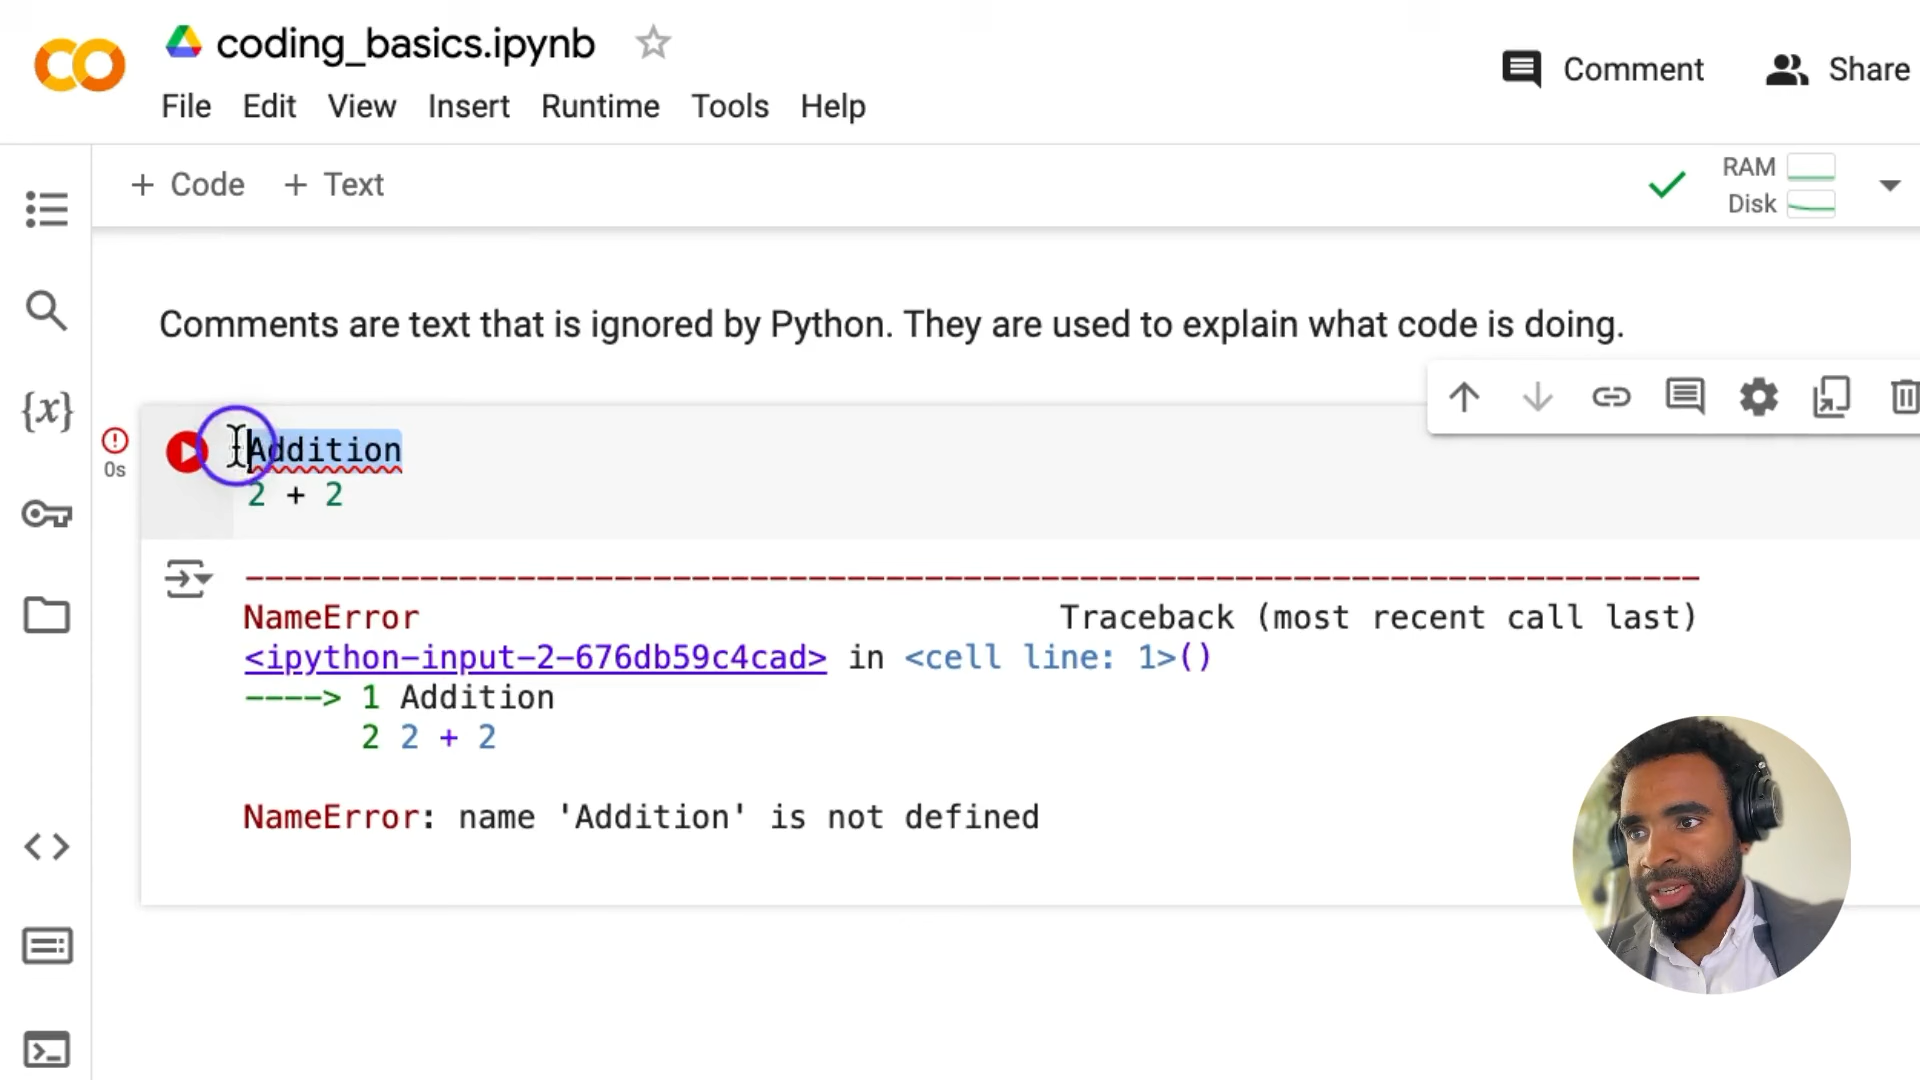 coding_basics.ipynb
File Edit View Insert Runtime Tools Help
Comment Share
+ Code + Text
RAM
Disk
Comments are text that is ignored by Python. They are used to explain what code is doing.
{x}
0s
Addition
2 + 2
---------------------------------------------------------------------------
NameError Traceback (most recent call last)
<ipython-input-2-676db59c4cad> in <cell line: 1>()
----> 1 Addition
2 2 + 2
NameError: name 'Addition' is not defined